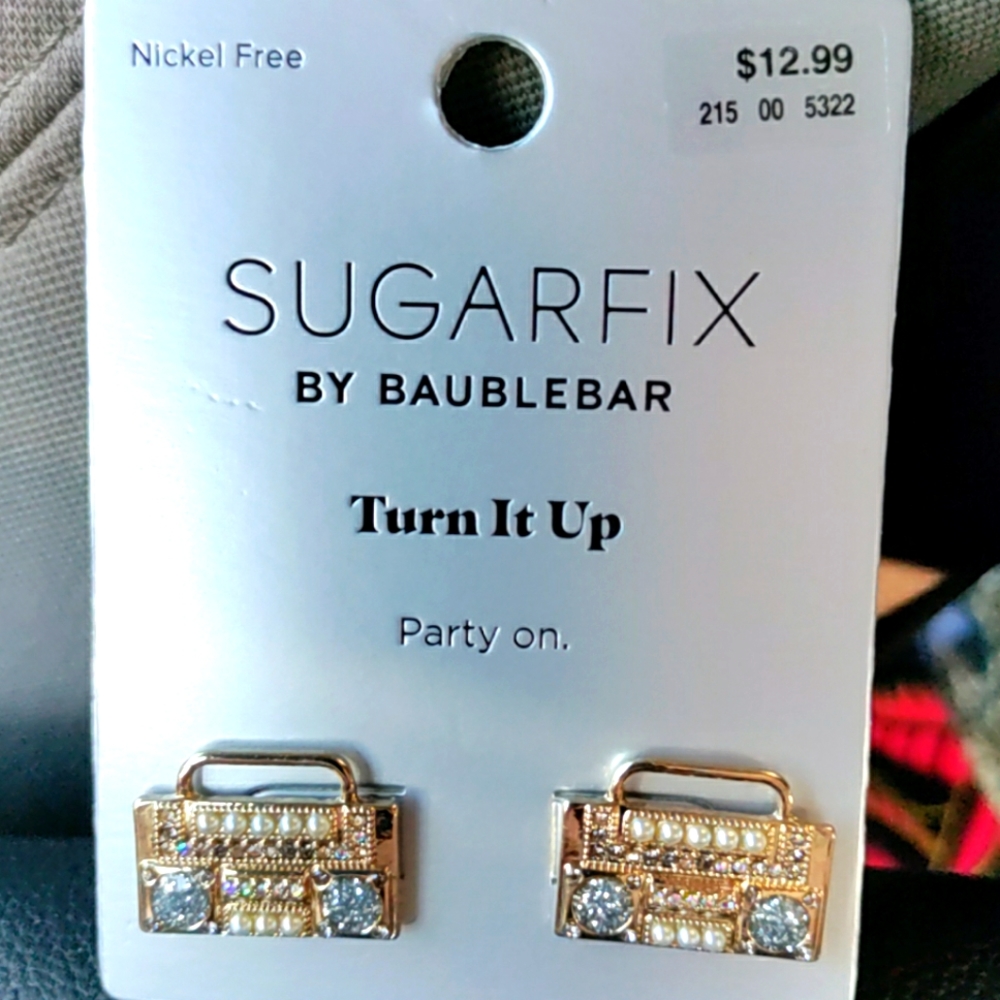 Nickel Free
$12.99
215 00 5322
SUGARFIX
BY BAUBLEBAR
Turn It Up
Party on.